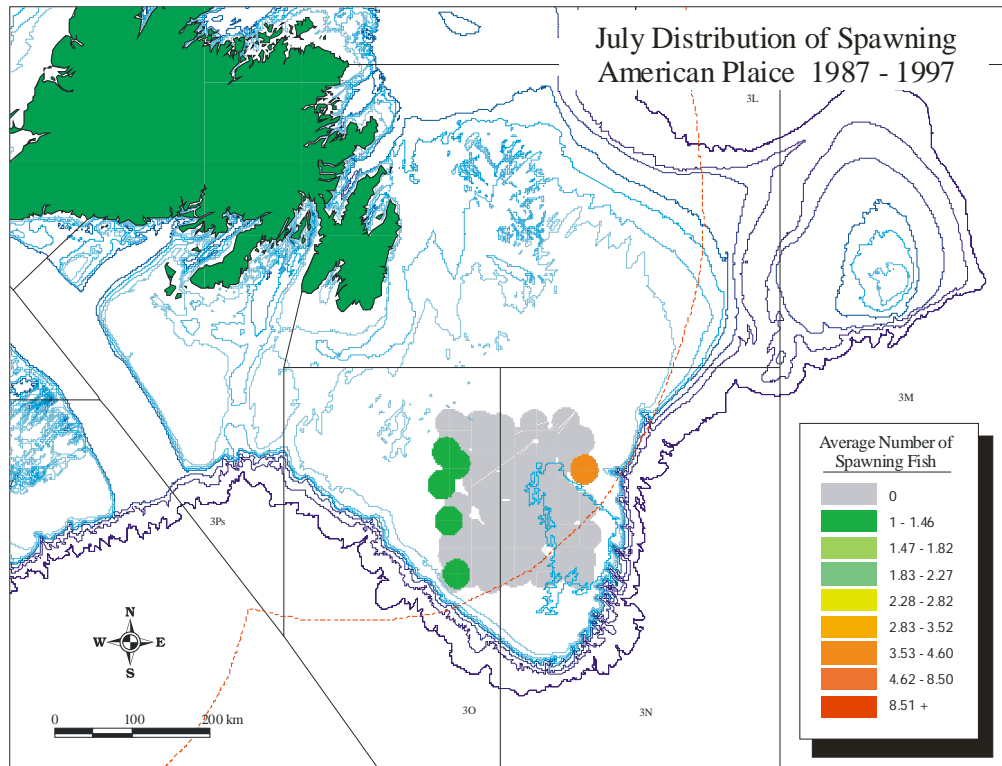 July Distribution of Spawning
American Plaice 1987 - 1997
3L
3M
Average Number of
Spawning Fish
0
1 - 1.46
1.47 - 1.82
1.83 - 2.27
2.28 - 2.82
2.83 - 3.52
3.53 - 4.60
4.62 - 8.50
8.51 +
3Ps
N
W E
S
0 100 200 km
3O
3N